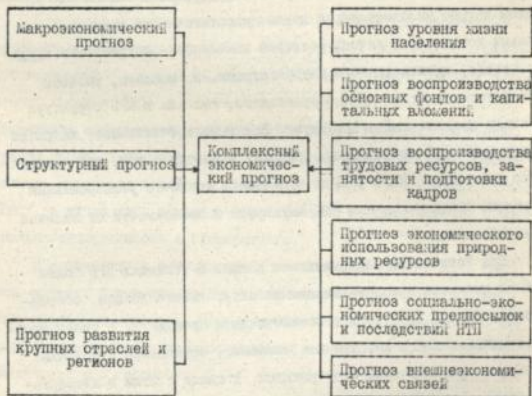 Макроэкономический
прогноз
Структурный прогноз
Прогноз развития
крупных отраслей и
регионов
Комплексный
экономичес-
кий прогноз
Прогноз уровня жизни
населения
Прогноз воспроизводства
основных фондов и капи-
тальных вложений
Прогноз воспроизводства
трудовых ресурсов, за-
нятости и подготовки
кадров
Прогноз экономического
использования природ-
ных ресурсов
Прогноз социально-эко-
номических предпосылок
и последствий НТП
Прогноз внешнеэконо-
мических связей